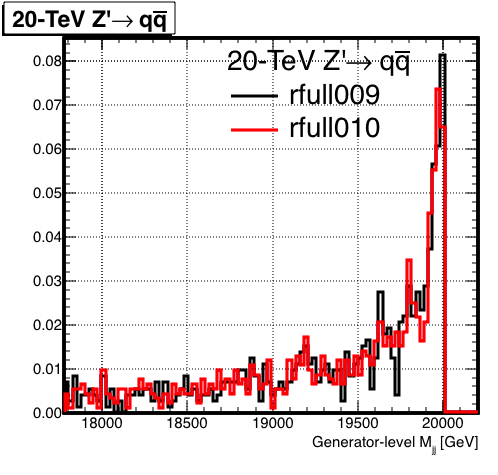 20-TeV Z'→ qq̅
20-TeV Z'→ qq̅
rfull009
rfull010
0.08
0.07
0.06
0.05
0.04
0.03
0.02
0.01
0.00
18000 18500 19000 19500 20000
Generator-level M_jj [GeV]